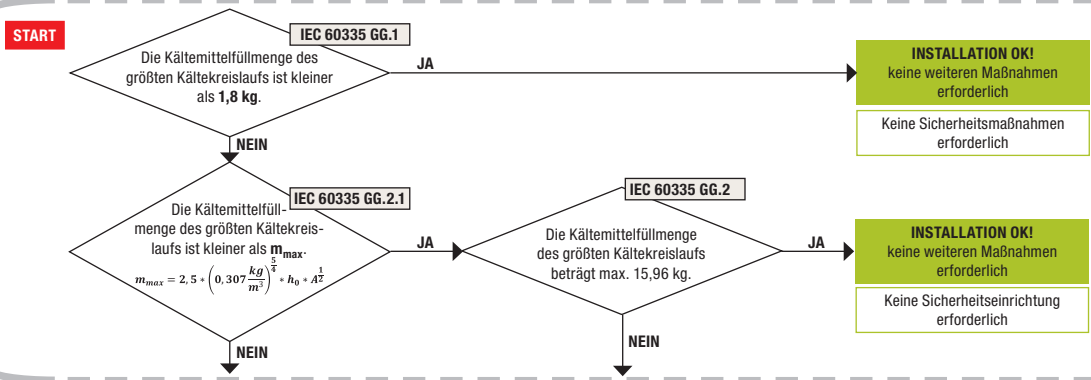 START
IEC 60335 GG.1
Die Kältemittelfüllmenge des
größten Kältekreislaufs ist kleiner
als 1,8 kg.
JA
INSTALLATION OK!
keine weiteren Maßnahmen
erforderlich
Keine Sicherheitsmaßnahmen
erforderlich
NEIN
IEC 60335 GG.2.1
Die Kältemittelfüll-
menge des größten Kältekreis-
laufs ist kleiner als m_max.
m_max = 2,5 * (0,307 kg/m³)^(5/4) * h₀ * A^(1/2)
JA
IEC 60335 GG.2
Die Kältemittelfüllmenge
des größten Kältekreislaufs
beträgt max. 15,96 kg.
JA
INSTALLATION OK!
keine weiteren Maßnahmen
erforderlich
Keine Sicherheitseinrichtung
erforderlich
NEIN
NEIN